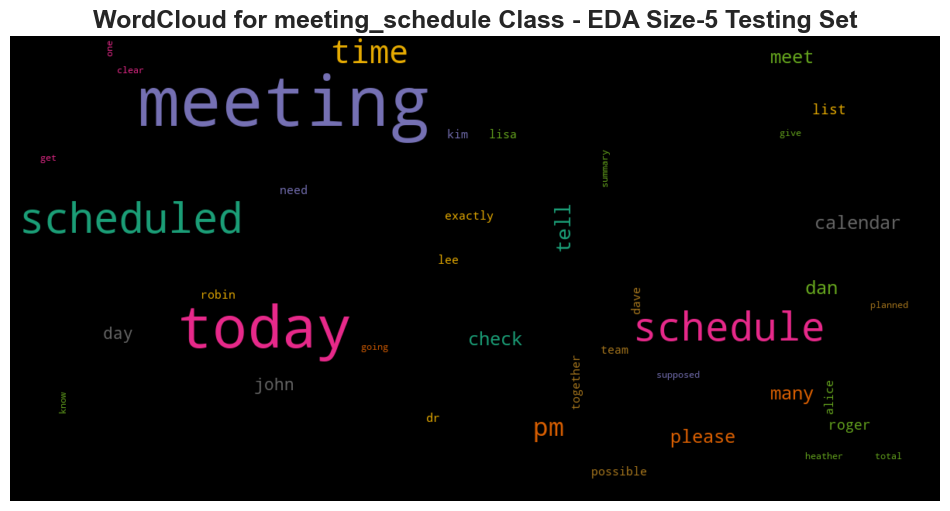 WordCloud for meeting_schedule Class - EDA Size-5 Testing Set
one
time
meet
clear
meeting
list
kim
lisa
give
get
summary
need
scheduled
exactly
tell
calendar
lee
dan
robin
dave
planned
today
schedule
day
check
going
team
supposed
john
together
many
alice
know
dr
pm
roger
please
heather
total
possible